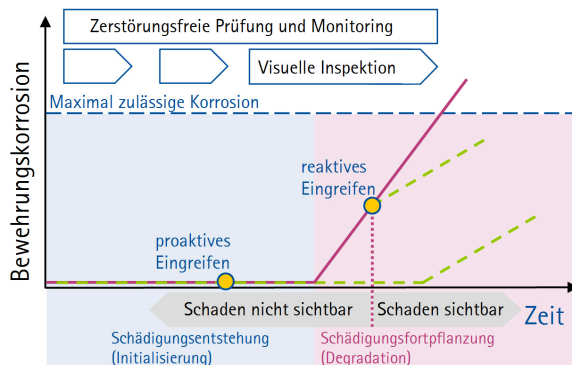 Zerstörungsfreie Prüfung und Monitoring
Visuelle Inspektion
Maximal zulässige Korrosion
Bewehrungskorrosion
reaktives
Eingreifen
proaktives
Eingreifen
Schaden nicht sichtbar
Schaden sichtbar
Zeit
Schädigungsentstehung
(Initialisierung)
Schädigungsfortpflanzung
(Degradation)